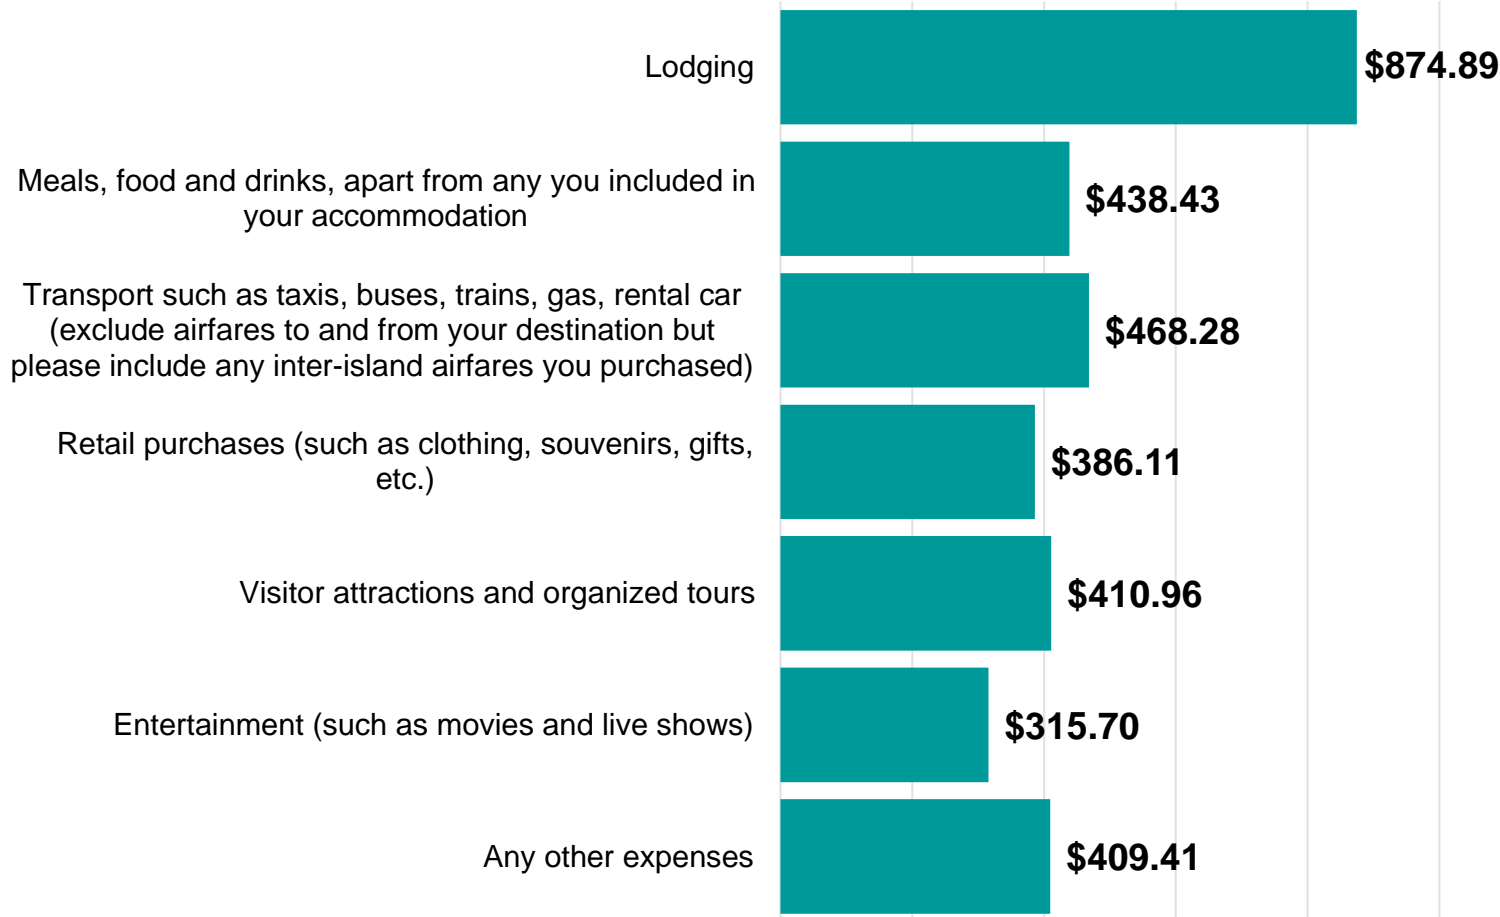 Lodging
$874.89
Meals, food and drinks, apart from any you included in
your accommodation
$438.43
Transport such as taxis, buses, trains, gas, rental car
(exclude airfares to and from your destination but
please include any inter-island airfares you purchased)
$468.28
Retail purchases (such as clothing, souvenirs, gifts,
etc.)
$386.11
Visitor attractions and organized tours
$410.96
Entertainment (such as movies and live shows)
$315.70
Any other expenses
$409.41